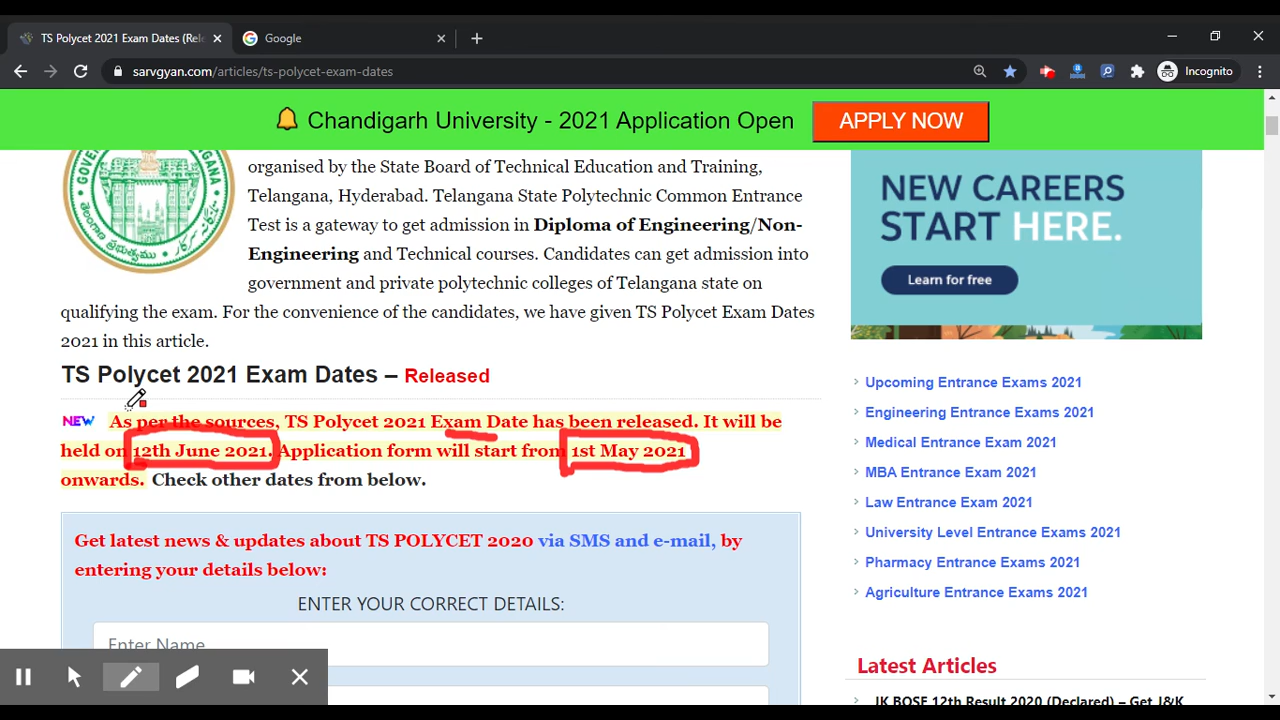 TS Polycet 2021 Exam Dates (Rele
Google
sarvgyan.com/articles/ts-polycet-exam-dates
Incognito
Chandigarh University - 2021 Application Open
APPLY NOW
organised by the State Board of Technical Education and Training,
Telangana, Hyderabad. Telangana State Polytechnic Common Entrance
Test is a gateway to get admission in Diploma of Engineering/Non-
Engineering and Technical courses. Candidates can get admission into
government and private polytechnic colleges of Telangana state on
qualifying the exam. For the convenience of the candidates, we have given TS Polycet Exam Dates
2021 in this article.
TS Polycet 2021 Exam Dates – Released
NEW As per the sources, TS Polycet 2021 Exam Date has been released. It will be
held on 12th June 2021. Application form will start from 1st May 2021
onwards. Check other dates from below.
Get latest news & updates about TS POLYCET 2020 via SMS and e-mail, by
entering your details below:
ENTER YOUR CORRECT DETAILS:
Enter Name
NEW CAREERS
START HERE.
Learn for free
Upcoming Entrance Exams 2021
Engineering Entrance Exams 2021
Medical Entrance Exam 2021
MBA Entrance Exam 2021
Law Entrance Exam 2021
University Level Entrance Exams 2021
Pharmacy Entrance Exams 2021
Agriculture Entrance Exams 2021
Latest Articles
JK BOSE 12th Result 2020 (Declared) – Get J&K